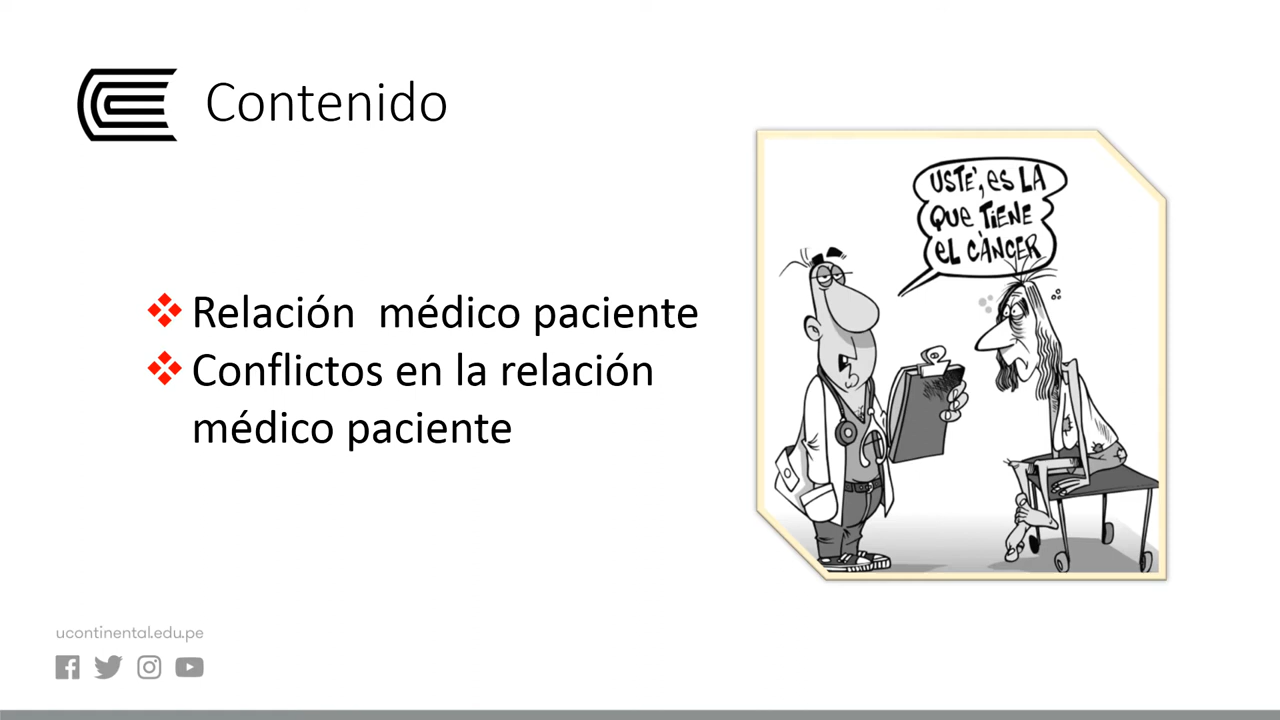 Contenido
USTE', es LA
QUe TIENE
eL CÀNCER
Relación  médico paciente
Conflictos en la relación
médico paciente
ucontinental.edu.pe